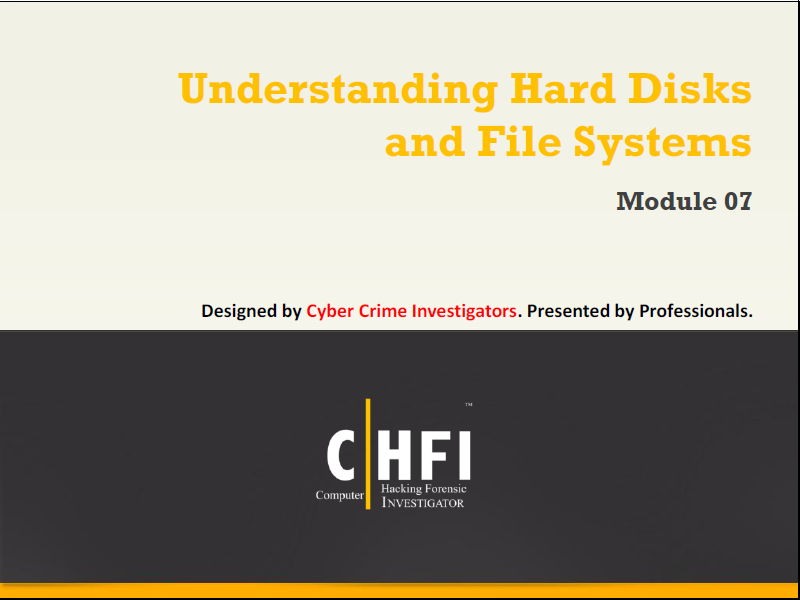 Understanding Hard Disks
and File Systems
Module 07
Designed by Cyber Crime Investigators. Presented by Professionals.
™
CHFI
Computer
Hacking Forensic
INVESTIGATOR